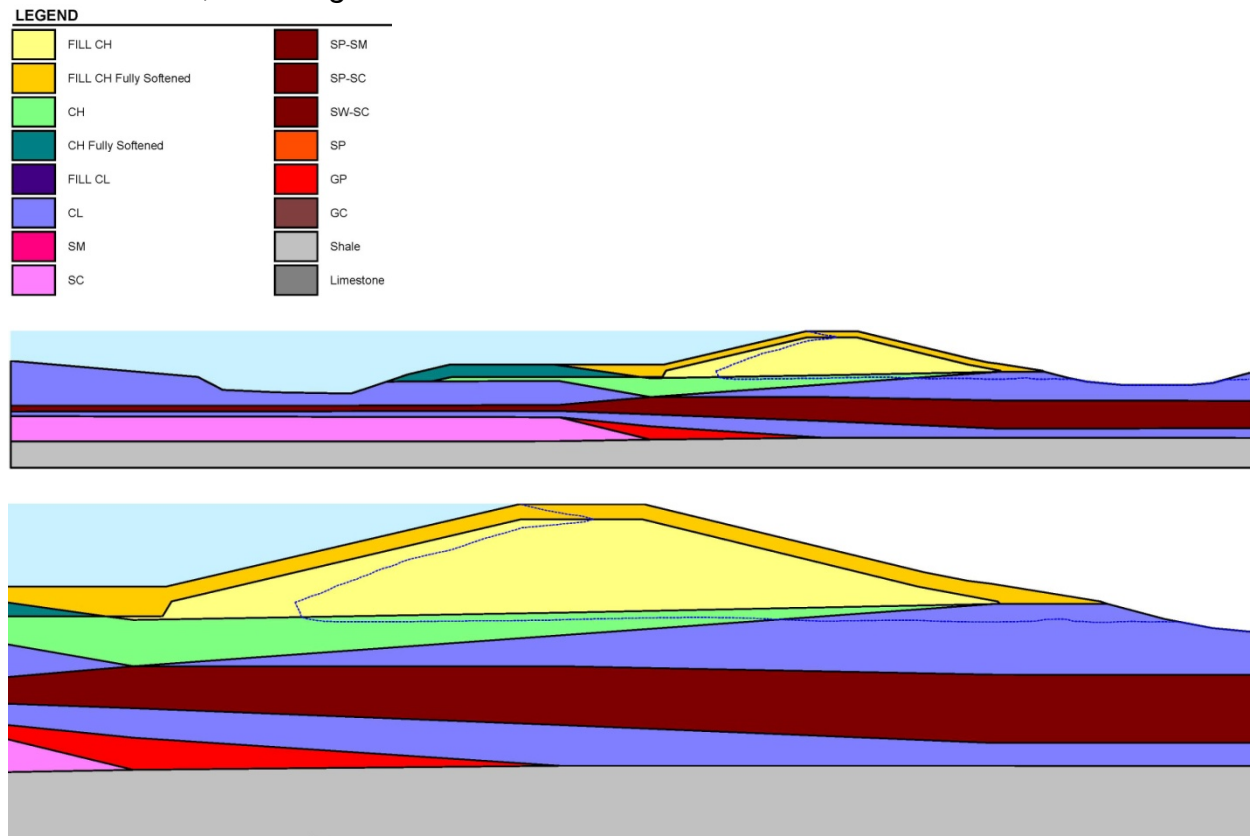 LEGEND
FILL CH
FILL CH Fully Softened
CH
CH Fully Softened
FILL CL
CL
SM
SC
SP-SM
SP-SC
SW-SC
SP
GP
GC
Shale
Limestone